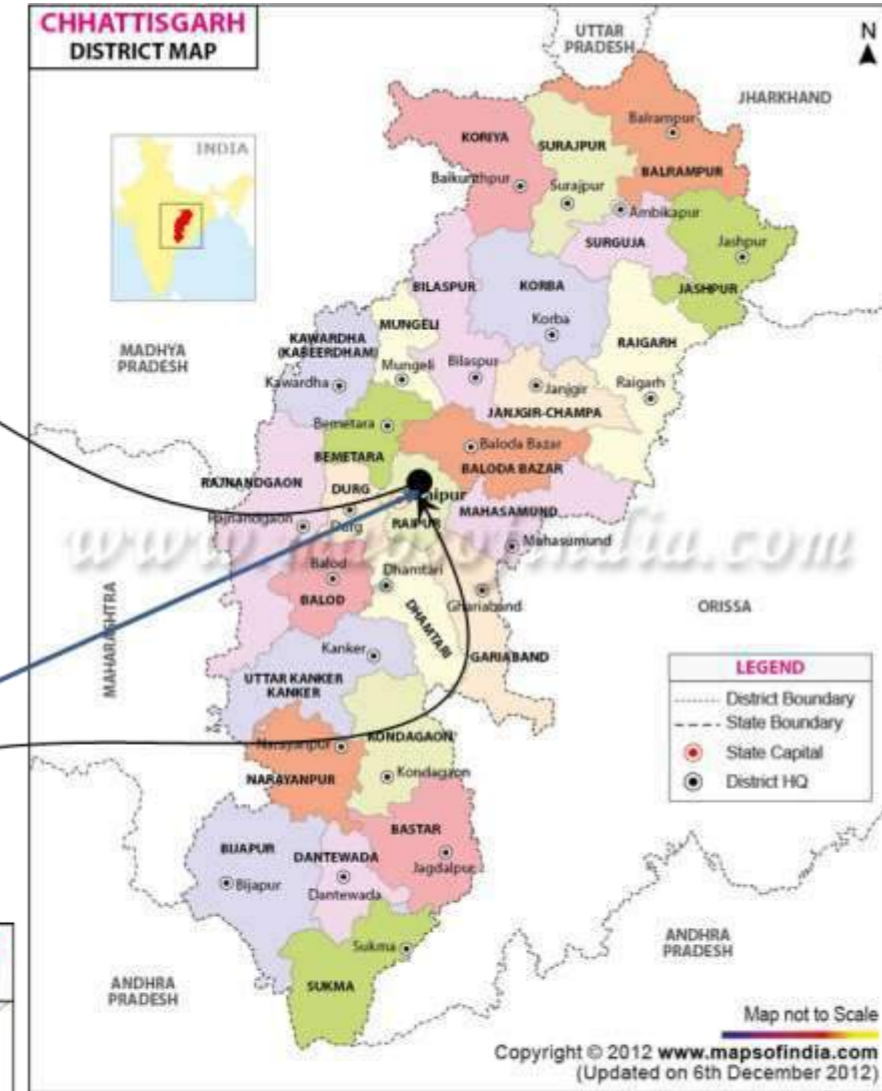 CHHATTISGARH
DISTRICT MAP
N
UTTAR
PRADESH
JHARKHAND
INDIA
Balrampur
KORIYA
SURAJPUR
BALRAMPUR
Baikunthpur
Surajpur
Ambikapur
SURGUJA
Jashpur
JASHPUR
BILASPUR
KORBA
Korba
MUNGELI
RAIGARH
KAWARDHA
(KABEERDHAM)
MADHYA
PRADESH
Mungeli
Bilaspur
Kawardha
Janjgir
Raigarh
JANJGIR-CHAMPA
Bemetara
Baloda Bazar
BEMETARA
BALODA BAZAR
RAJNANDGAON
DURG
aipur
MAHASAMUND
Rajnandgaon
Durg
RAIPUR
www.mapsofindia.com
Mahasumund
Balod
Dhamtari
BALOD
Ghariaband
ORISSA
MAHARASHTRA
DHAMTARI
Kanker
GARIABAND
UTTAR KANKER
KANKER
LEGEND
District Boundary
State Boundary
State Capital
District HQ
Narayanpur
KONDAGAON
NARAYANPUR
Kondagaon
BASTAR
BIJAPUR
DANTEWADA
Jagdalpur
Bijapur
Dantewada
Sukma
ANDHRA
PRADESH
ANDHRA
PRADESH
SUKMA
Map not to Scale
Copyright © 2012 www.mapsofindia.com
(Updated on 6th December 2012)